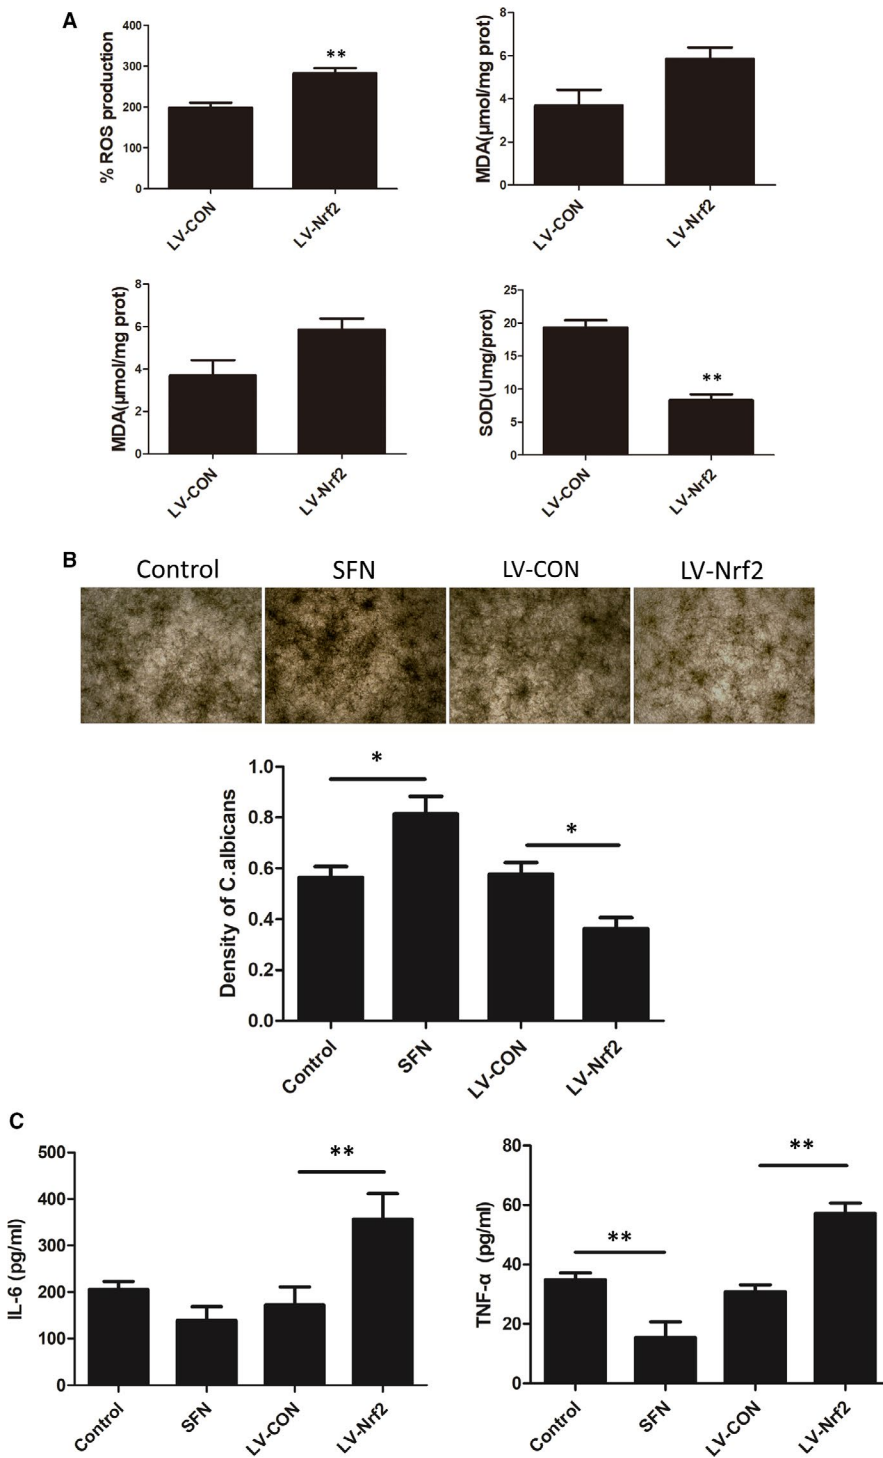 A
% ROS production
400
300
200
100
0
**
LV-CON
LV-Nrf2
MDA(μmol/mg prot)
8
6
4
2
0
LV-CON
LV-Nrf2
MDA(μmol/mg prot)
8
6
4
2
0
LV-CON
LV-Nrf2
SOD(Umg/prot)
25
20
15
10
5
0
**
LV-CON
LV-Nrf2
B
Control SFN LV-CON LV-Nrf2
Density of C.albicans
1.0
0.8
0.6
0.4
0.2
0.0
*
*
Control
SFN
LV-CON
LV-Nrf2
C
IL-6 (pg/ml)
500
400
300
200
100
0
**
Control
SFN
LV-CON
LV-Nrf2
TNF-α (pg/ml)
80
60
40
20
0
**
**
Control
SFN
LV-CON
LV-Nrf2